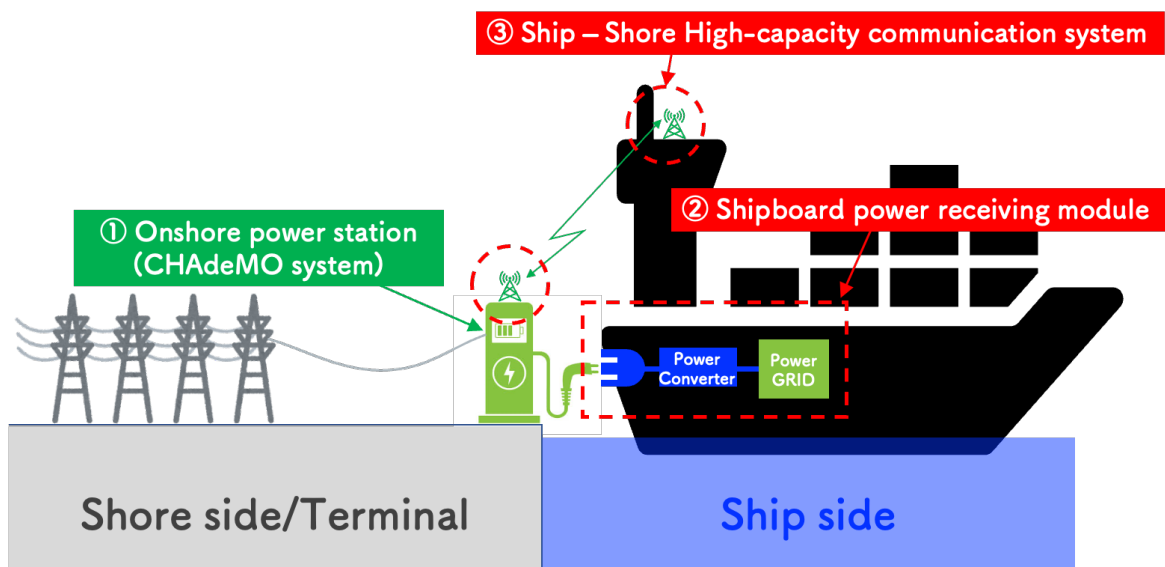 ③ Ship – Shore High-capacity communication system
② Shipboard power receiving module
① Onshore power station
(CHAdeMO system)
Power
Converter
Power
GRID
Shore side/Terminal
Ship side